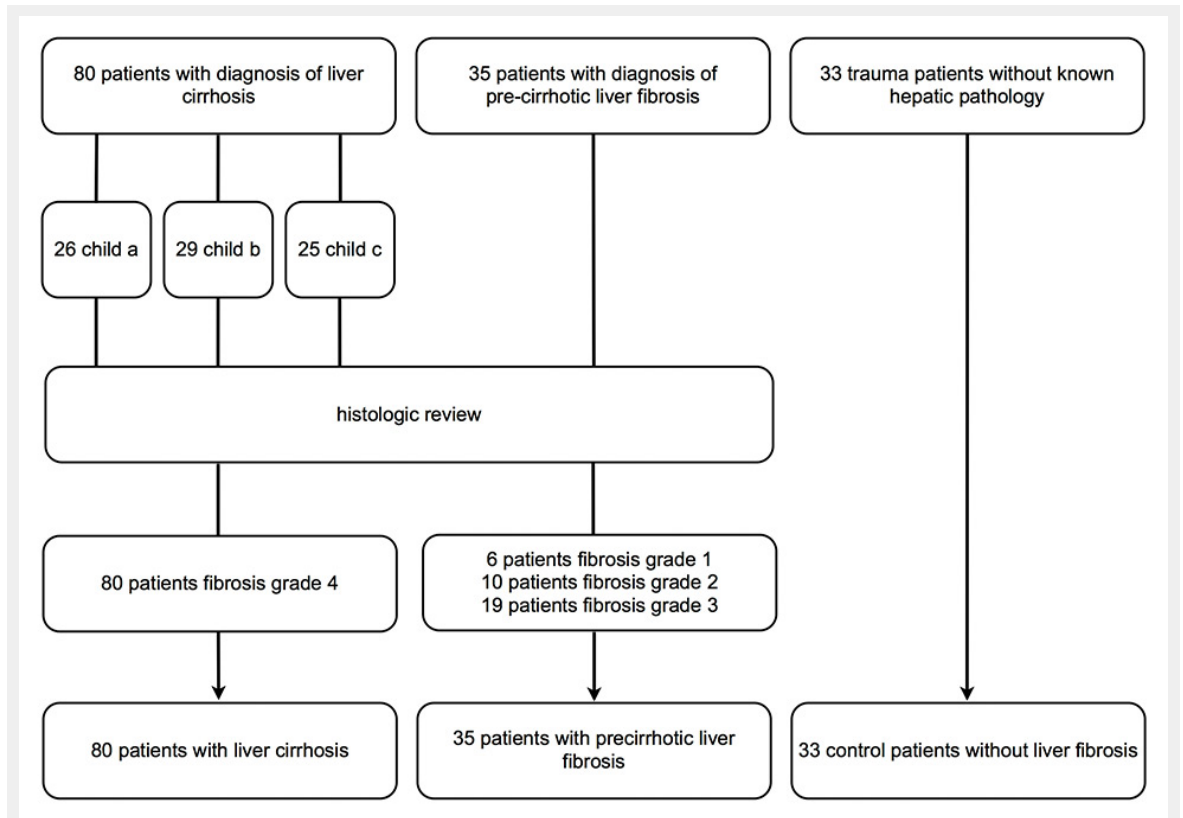 80 patients with diagnosis of liver
cirrhosis
35 patients with diagnosis of
pre-cirrhotic liver fibrosis
33 trauma patients without known
hepatic pathology
26 child a
29 child b
25 child c
histologic review
80 patients fibrosis grade 4
6 patients fibrosis grade 1
10 patients fibrosis grade 2
19 patients fibrosis grade 3
80 patients with liver cirrhosis
35 patients with precirrhotic liver
fibrosis
33 control patients without liver fibrosis